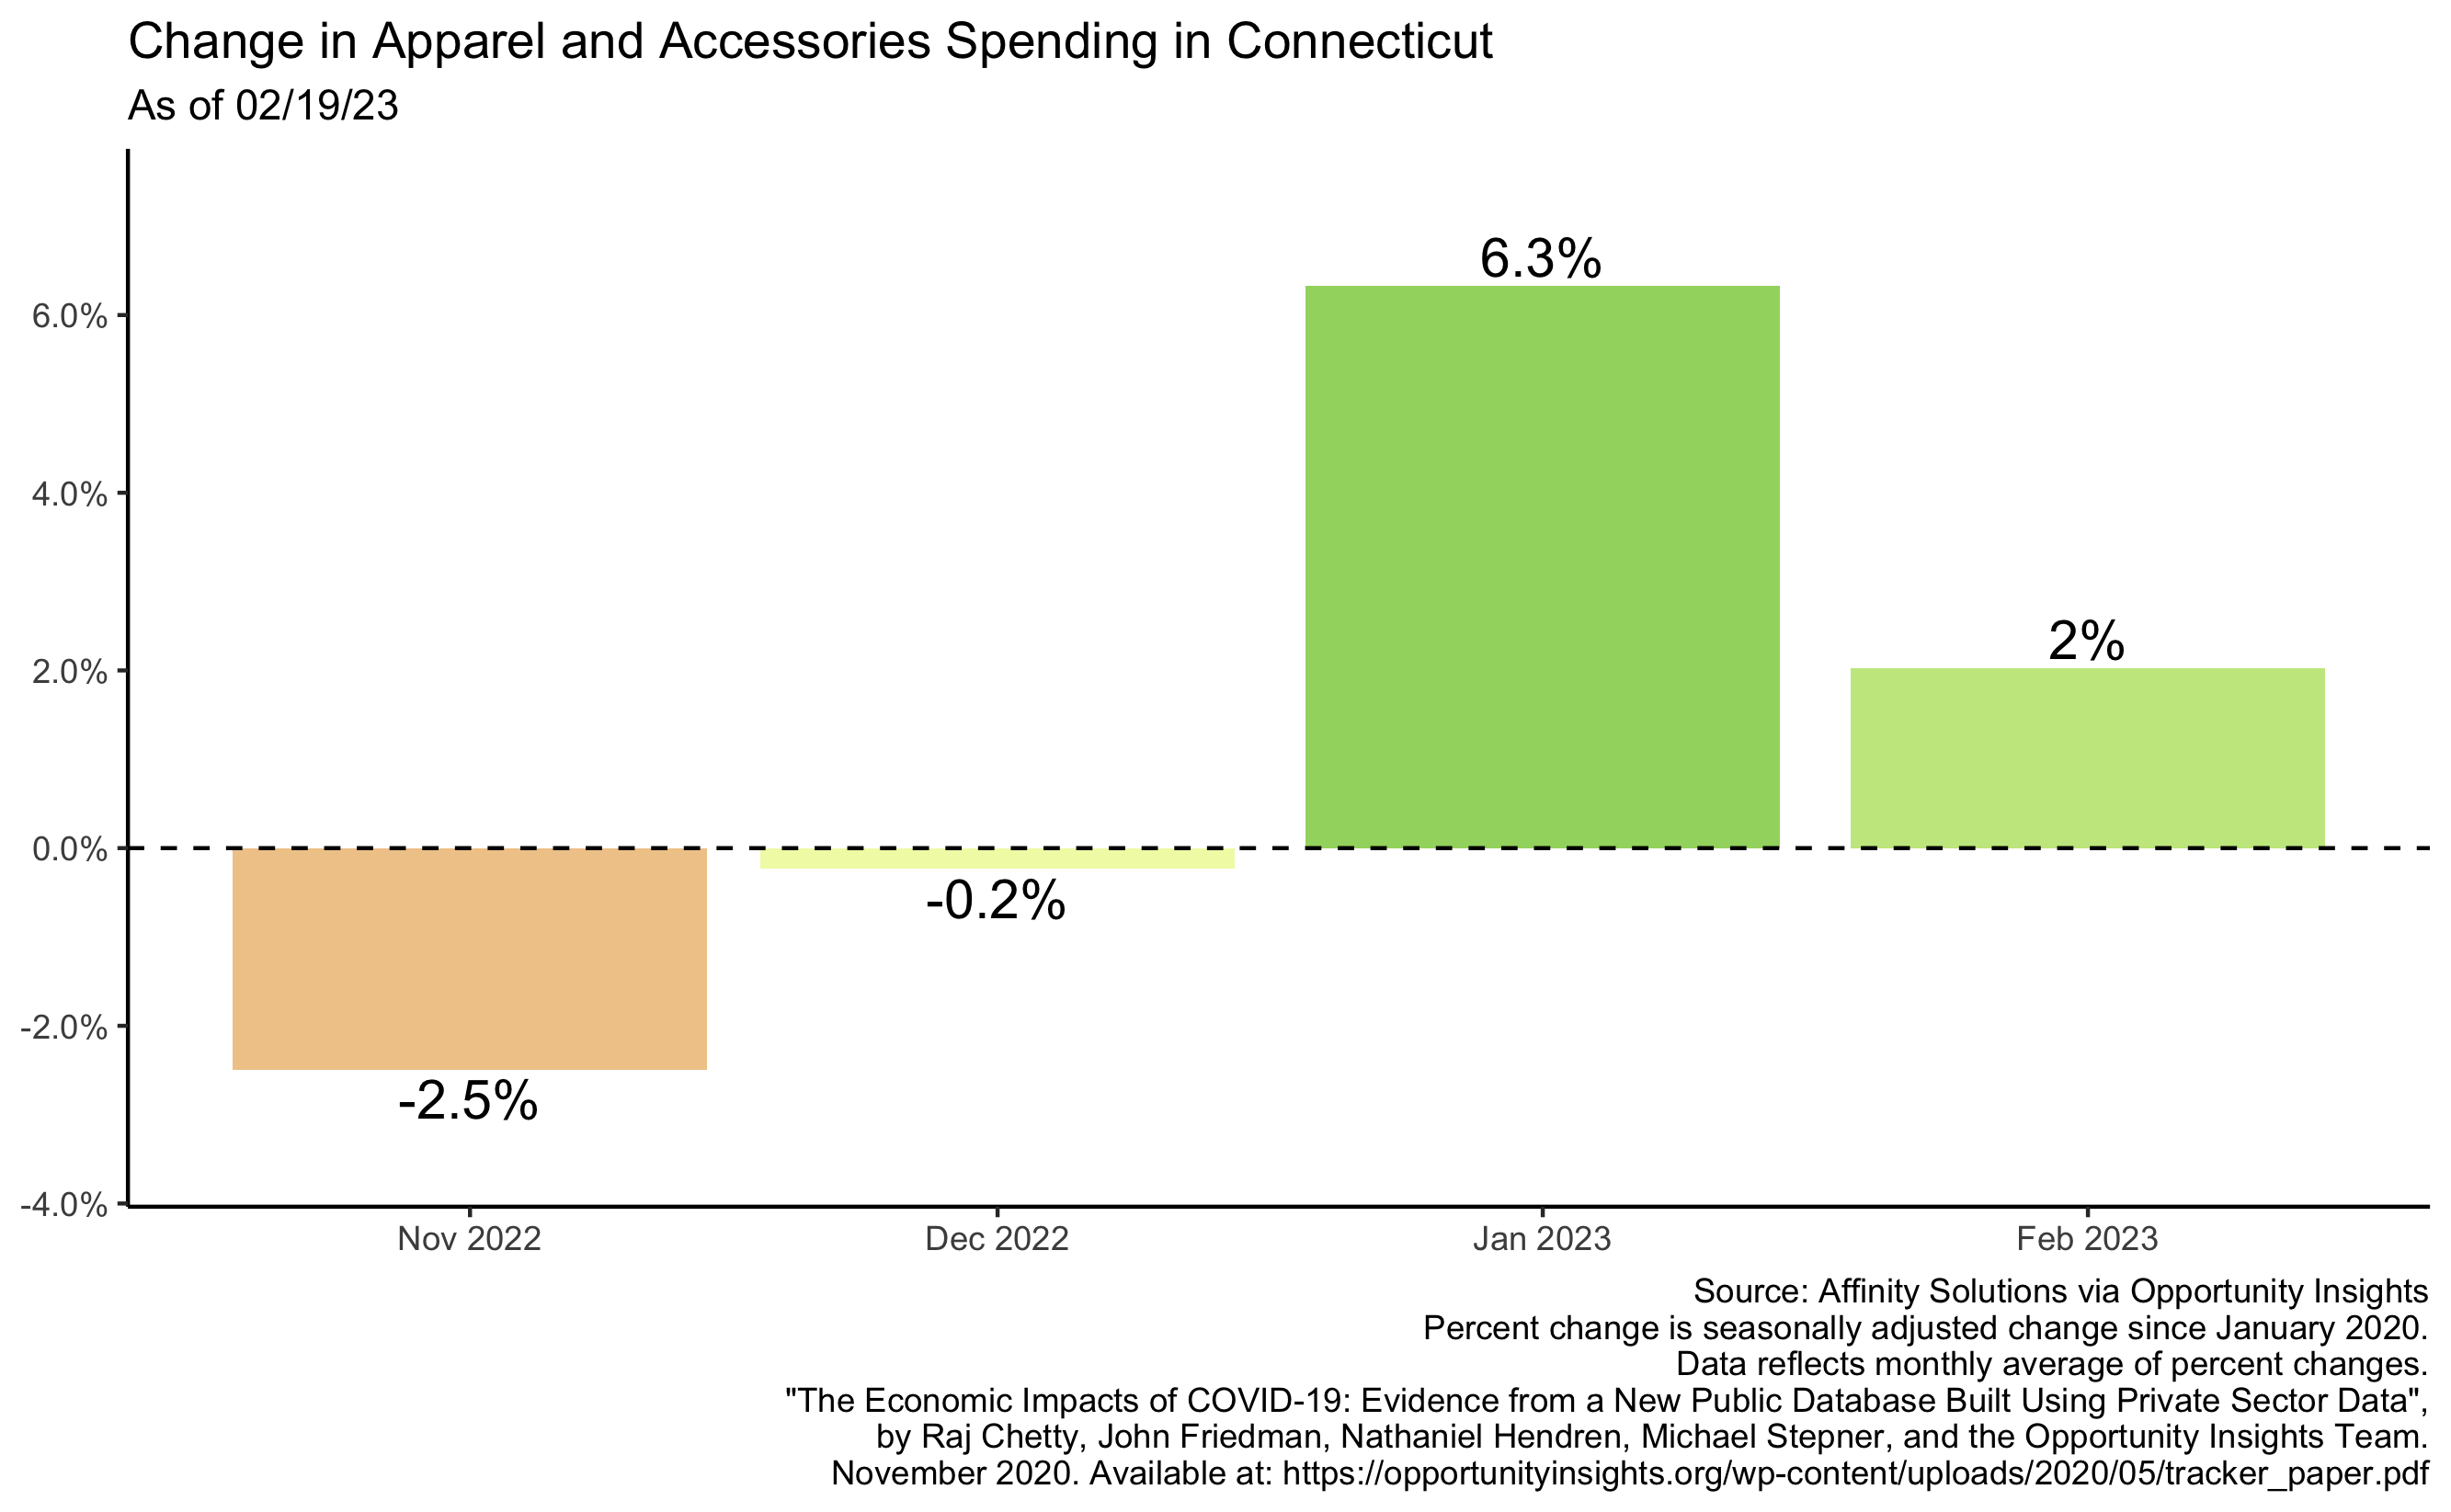 Change in Apparel and Accessories Spending in Connecticut
As of 02/19/23
6.3%
6.0%
4.0%
2%
2.0%
0.0%
-0.2%
-2.0%
-2.5%
-4.0%
Nov 2022
Dec 2022
Jan 2023
Feb 2023
Source: Affinity Solutions via Opportunity Insights
Percent change is seasonally adjusted change since January 2020.
Data reflects monthly average of percent changes.
"The Economic Impacts of COVID-19: Evidence from a New Public Database Built Using Private Sector Data",
by Raj Chetty, John Friedman, Nathaniel Hendren, Michael Stepner, and the Opportunity Insights Team.
November 2020. Available at: https://opportunityinsights.org/wp-content/uploads/2020/05/tracker_paper.pdf